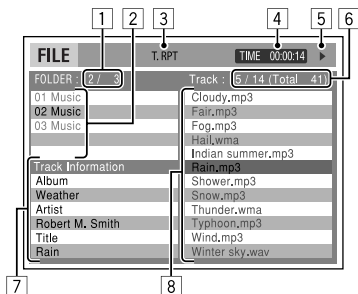 1 2 3 4 5 6
FILE T. RPT TIME 00:00:14
FOLDER : 2 / 3 Track : 5 / 14 (Total 41)
01 Music
02 Music
03 Music
Track Information
Album
Weather
Artist
Robert M. Smith
Title
Rain
Cloudy.mp3
Fair.mp3
Fog.mp3
Hail.wma
Indian summer.mp3
Rain.mp3
Shower.mp3
Snow.mp3
Thunder.wma
Typhoon.mp3
Wind.mp3
Winter sky.wav
7 8